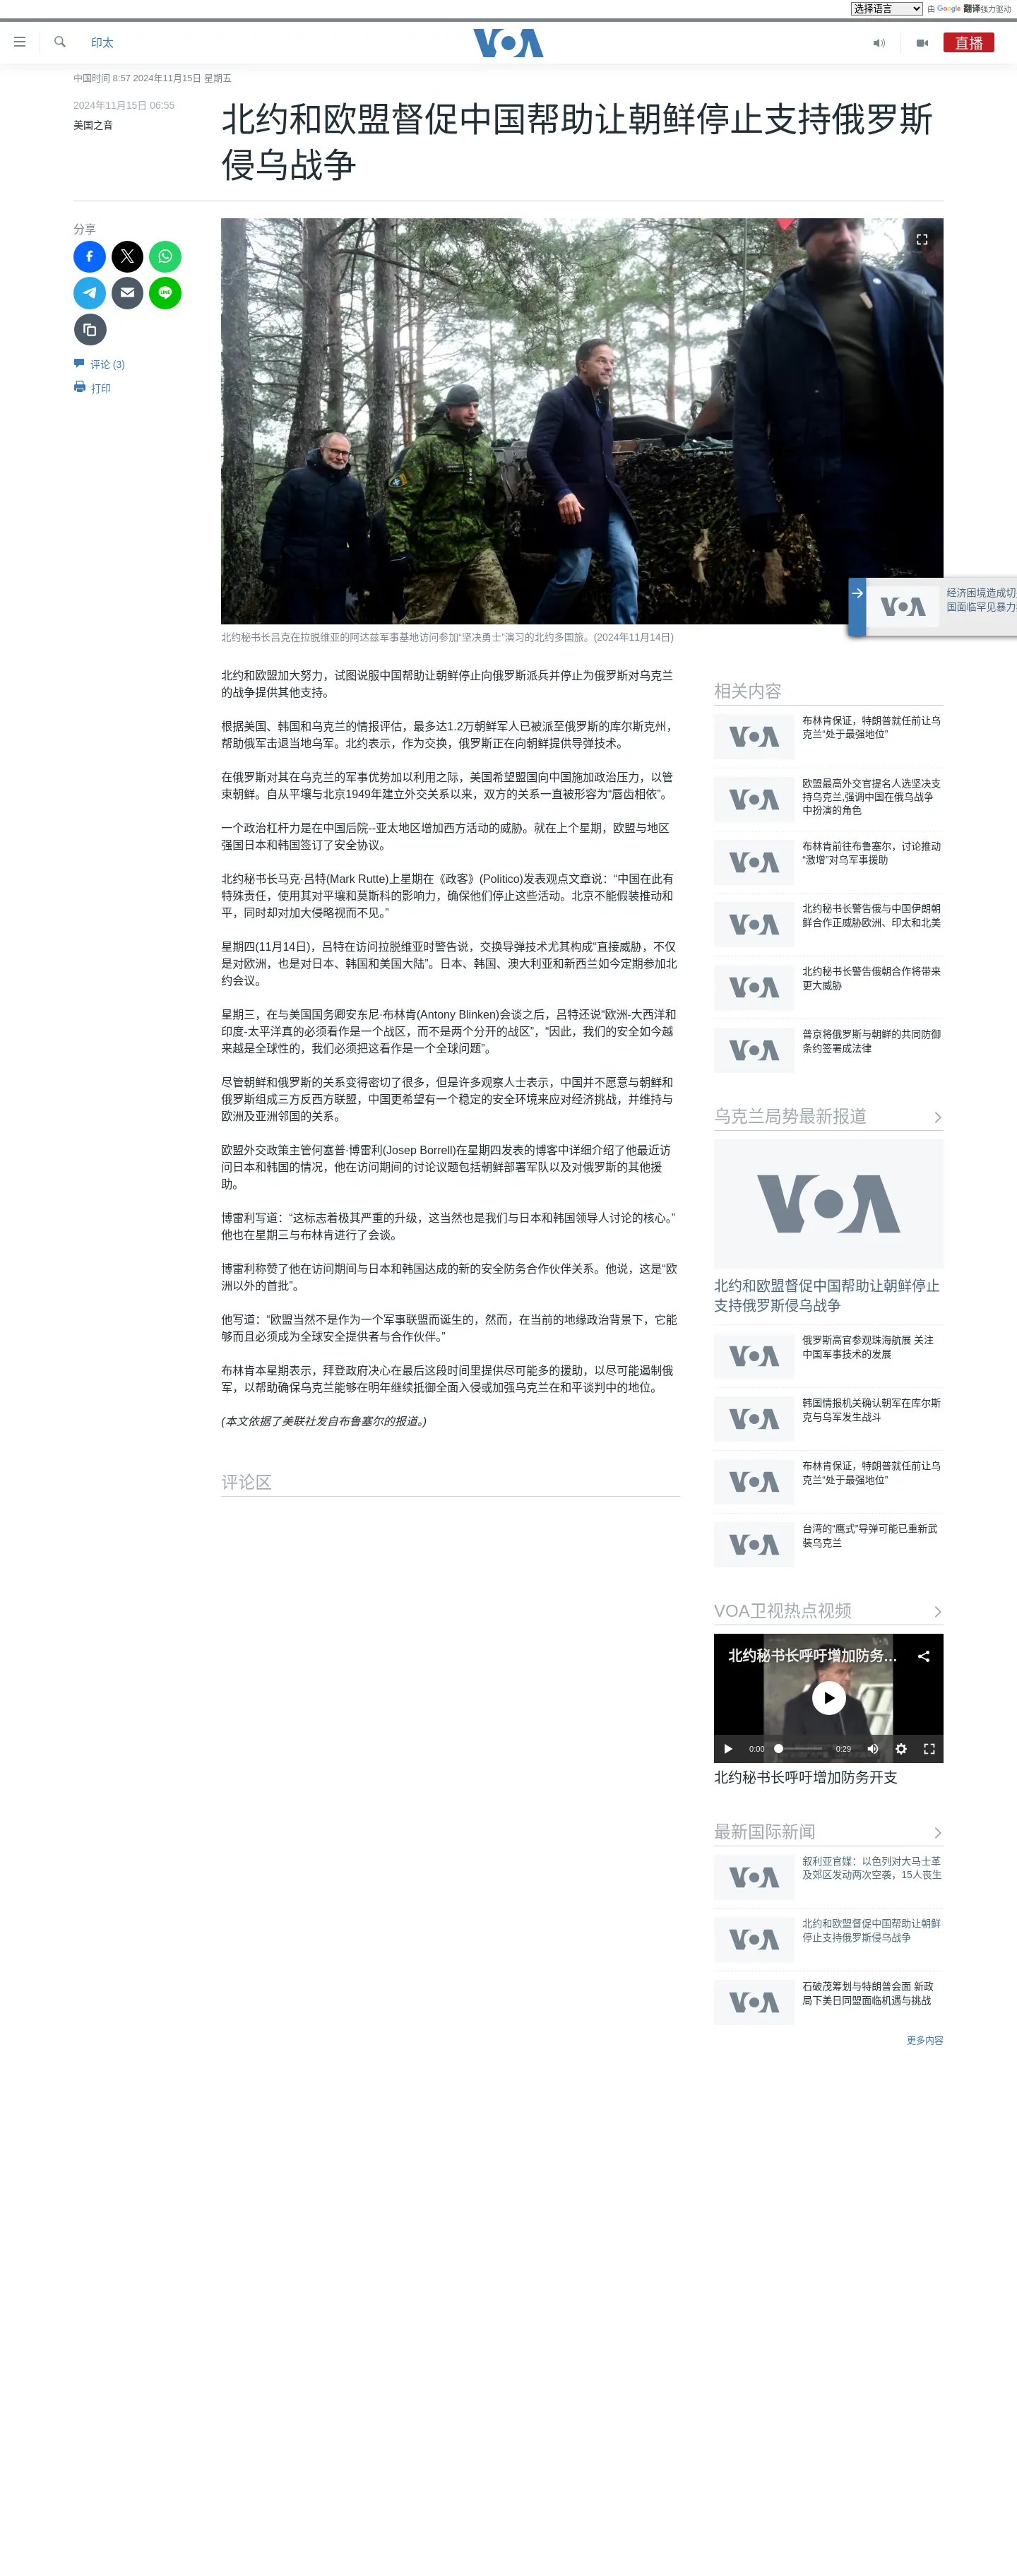 选择语言
由 Google 翻译强力驱动
印太
VOA
直播
中国时间 8:57 2024年11月15日 星期五
2024年11月15日 06:55
美国之音
北约和欧盟督促中国帮助让朝鲜停止支持俄罗斯
侵乌战争
分享
评论 (3)
打印
北约秘书长吕克在拉脱维亚的阿达兹军事基地访问参加“坚决勇士”演习的北约多国旅。(2024年11月14日)
VOA
经济困境造成切
国面临罕见暴力
北约和欧盟加大努力，试图说服中国帮助让朝鲜停止向俄罗斯派兵并停止为俄罗斯对乌克兰
的战争提供其他支持。
根据美国、韩国和乌克兰的情报评估，最多达1.2万朝鲜军人已被派至俄罗斯的库尔斯克州，
帮助俄军击退当地乌军。北约表示，作为交换，俄罗斯正在向朝鲜提供导弹技术。
在俄罗斯对其在乌克兰的军事优势加以利用之际，美国希望盟国向中国施加政治压力，以管
束朝鲜。自从平壤与北京1949年建立外交关系以来，双方的关系一直被形容为“唇齿相依”。
一个政治杠杆力是在中国后院--亚太地区增加西方活动的威胁。就在上个星期，欧盟与地区
强国日本和韩国签订了安全协议。
北约秘书长马克·吕特(Mark Rutte)上星期在《政客》(Politico)发表观点文章说：“中国在此有
特殊责任，使用其对平壤和莫斯科的影响力，确保他们停止这些活动。北京不能假装推动和
平，同时却对加大侵略视而不见。”
星期四(11月14日)，吕特在访问拉脱维亚时警告说，交换导弹技术尤其构成“直接威胁，不仅
是对欧洲，也是对日本、韩国和美国大陆”。日本、韩国、澳大利亚和新西兰如今定期参加北
约会议。
星期三，在与美国国务卿安东尼·布林肯(Antony Blinken)会谈之后，吕特还说“欧洲-大西洋和
印度-太平洋真的必须看作是一个战区，而不是两个分开的战区”，“因此，我们的安全如今越
来越是全球性的，我们必须把这看作是一个全球问题”。
尽管朝鲜和俄罗斯的关系变得密切了很多，但是许多观察人士表示，中国并不愿意与朝鲜和
俄罗斯组成三方反西方联盟，中国更希望有一个稳定的安全环境来应对经济挑战，并维持与
欧洲及亚洲邻国的关系。
欧盟外交政策主管何塞普·博雷利(Josep Borrell)在星期四发表的博客中详细介绍了他最近访
问日本和韩国的情况，他在访问期间的讨论议题包括朝鲜部署军队以及对俄罗斯的其他援
助。
博雷利写道：“这标志着极其严重的升级，这当然也是我们与日本和韩国领导人讨论的核心。”
他也在星期三与布林肯进行了会谈。
博雷利称赞了他在访问期间与日本和韩国达成的新的安全防务合作伙伴关系。他说，这是“欧
洲以外的首批”。
他写道：“欧盟当然不是作为一个军事联盟而诞生的，然而，在当前的地缘政治背景下，它能
够而且必须成为全球安全提供者与合作伙伴。”
布林肯本星期表示，拜登政府决心在最后这段时间里提供尽可能多的援助，以尽可能遏制俄
军，以帮助确保乌克兰能够在明年继续抵御全面入侵或加强乌克兰在和平谈判中的地位。
(本文依据了美联社发自布鲁塞尔的报道。)
评论区
相关内容
VOA
布林肯保证，特朗普就任前让乌
克兰“处于最强地位”
VOA
欧盟最高外交官提名人选坚决支
持乌克兰,强调中国在俄乌战争
中扮演的角色
VOA
布林肯前往布鲁塞尔，讨论推动
“激增”对乌军事援助
VOA
北约秘书长警告俄与中国伊朗朝
鲜合作正威胁欧洲、印太和北美
VOA
北约秘书长警告俄朝合作将带来
更大威胁
VOA
普京将俄罗斯与朝鲜的共同防御
条约签署成法律
乌克兰局势最新报道
VOA
北约和欧盟督促中国帮助让朝鲜停止
支持俄罗斯侵乌战争
VOA
俄罗斯高官参观珠海航展 关注
中国军事技术的发展
VOA
韩国情报机关确认朝军在库尔斯
克与乌军发生战斗
VOA
布林肯保证，特朗普就任前让乌
克兰“处于最强地位”
VOA
台湾的“鹰式”导弹可能已重新武
装乌克兰
VOA卫视热点视频
北约秘书长呼吁增加防务...
0:00
0:29
北约秘书长呼吁增加防务开支
最新国际新闻
VOA
叙利亚官媒：以色列对大马士革
及郊区发动两次空袭，15人丧生
VOA
北约和欧盟督促中国帮助让朝鲜
停止支持俄罗斯侵乌战争
VOA
石破茂筹划与特朗普会面 新政
局下美日同盟面临机遇与挑战
更多内容